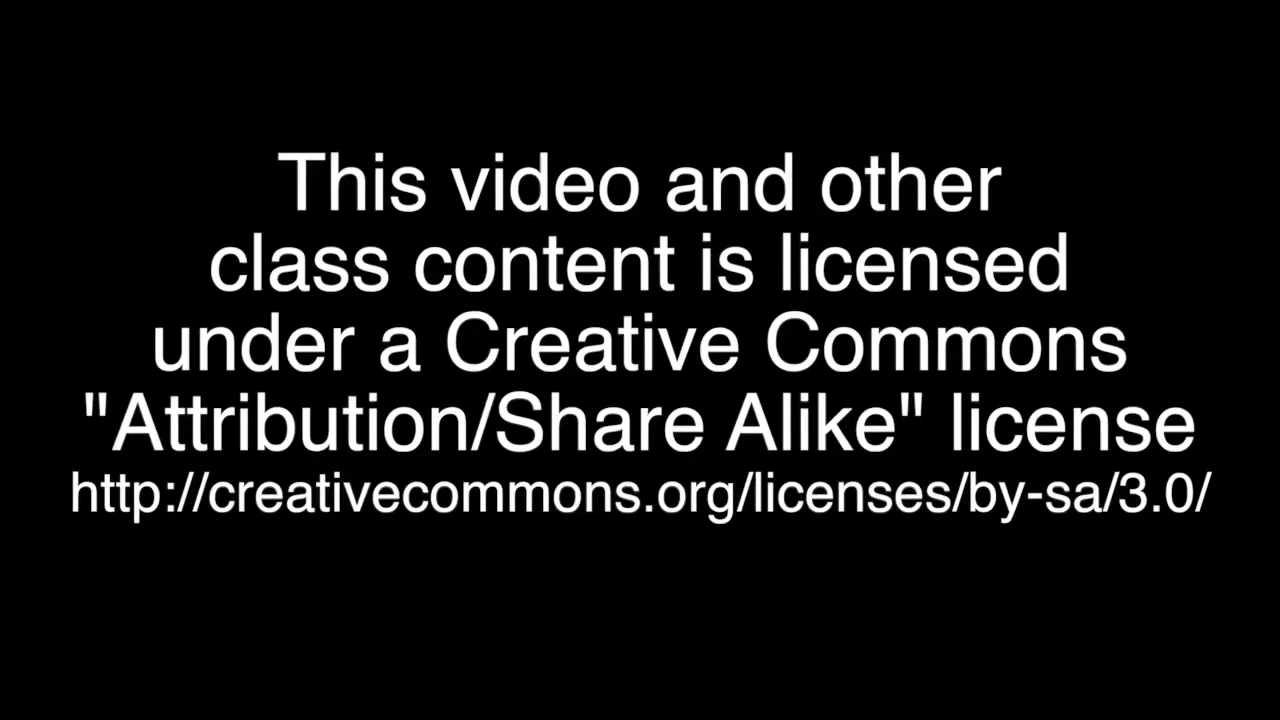 This video and other
class content is licensed
under a Creative Commons
"Attribution/Share Alike" license
http://creativecommons.org/licenses/by-sa/3.0/